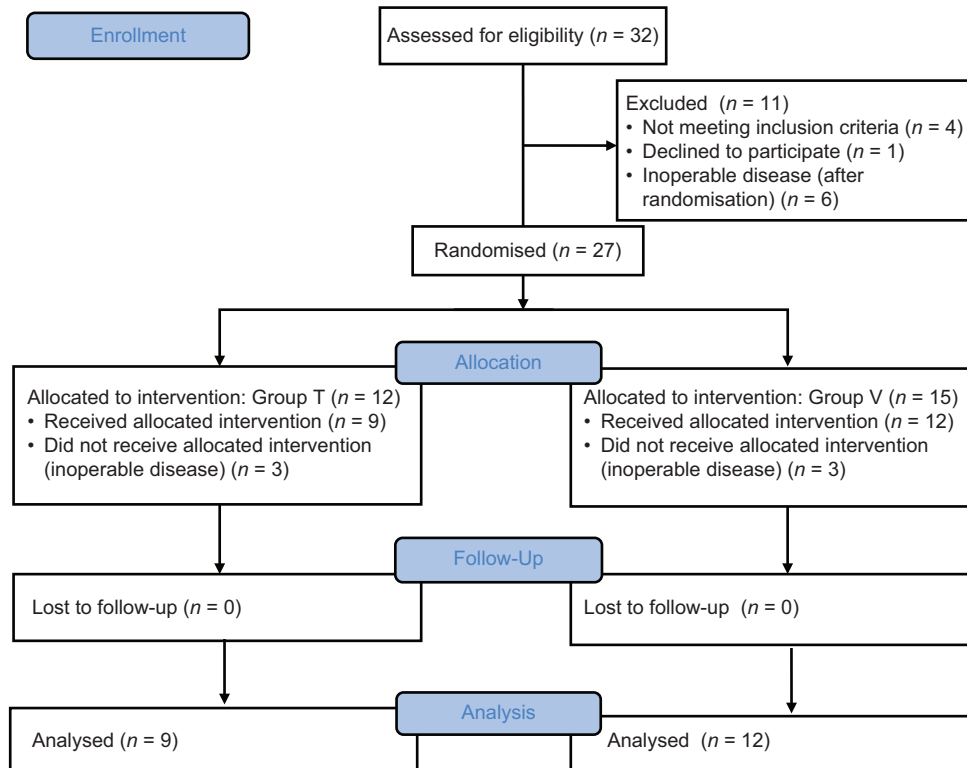 Enrollment
Assessed for eligibility (n = 32)
Excluded (n = 11)
• Not meeting inclusion criteria (n = 4)
• Declined to participate (n = 1)
• Inoperable disease (after
randomisation) (n = 6)
Randomised (n = 27)
Allocation
Allocated to intervention: Group T (n = 12)
• Received allocated intervention (n = 9)
• Did not receive allocated intervention
(inoperable disease) (n = 3)
Allocated to intervention: Group V (n = 15)
• Received allocated intervention (n = 12)
• Did not receive allocated intervention
(inoperable disease) (n = 3)
Follow-Up
Lost to follow-up (n = 0)
Lost to follow-up (n = 0)
Analysis
Analysed (n = 9)
Analysed (n = 12)